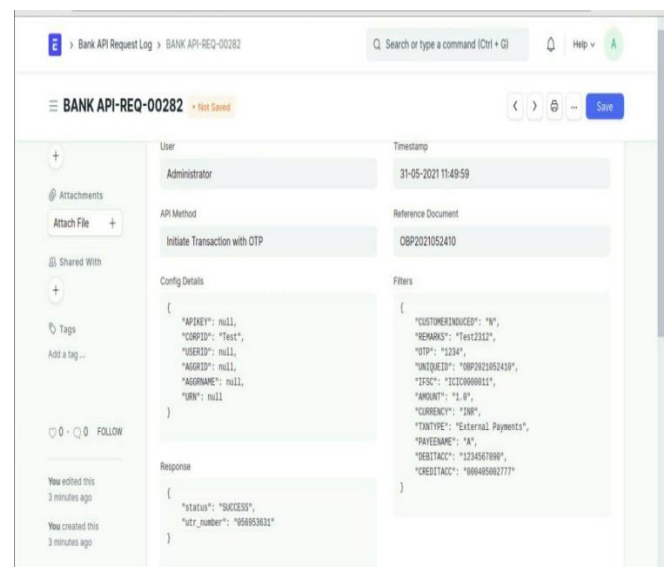 E > Bank API Request Log > BANK API-REQ-00282
Search or type a command (Ctrl + G)
Help
A
BANK API-REQ-00282
• Not Saved
...
Save
Attachments
Attach File +
Shared With
Tags
Add a tag ...
0 · 0 FOLLOW
You edited this
3 minutes ago
You created this
3 minutes ago
User
Administrator
Timestamp
31-05-2021 11:49:59
API Method
Initiate Transaction with OTP
Reference Document
OBP2021052410
Config Details
{
"APIKEY": null,
"CORPID": "Test",
"USERID": null,
"AGGRID": null,
"AGGRNAME": null,
"URN": null
}
Filters
{
"CUSTOMERINDUCED": "N",
"REMARKS": "Test2312",
"OTP": "1234",
"UNIQUEID": "OBP2021052410",
"IFSC": "ICIC0000011",
"AMOUNT": "1.0",
"CURRENCY": "INR",
"TXNTYPE": "External Payments",
"PAYEENAME": "A",
"DEBITACC": "1234567890",
"CREDITACC": "000405002777"
}
Response
{
"status": "SUCCESS",
"utr_number": "056953631"
}